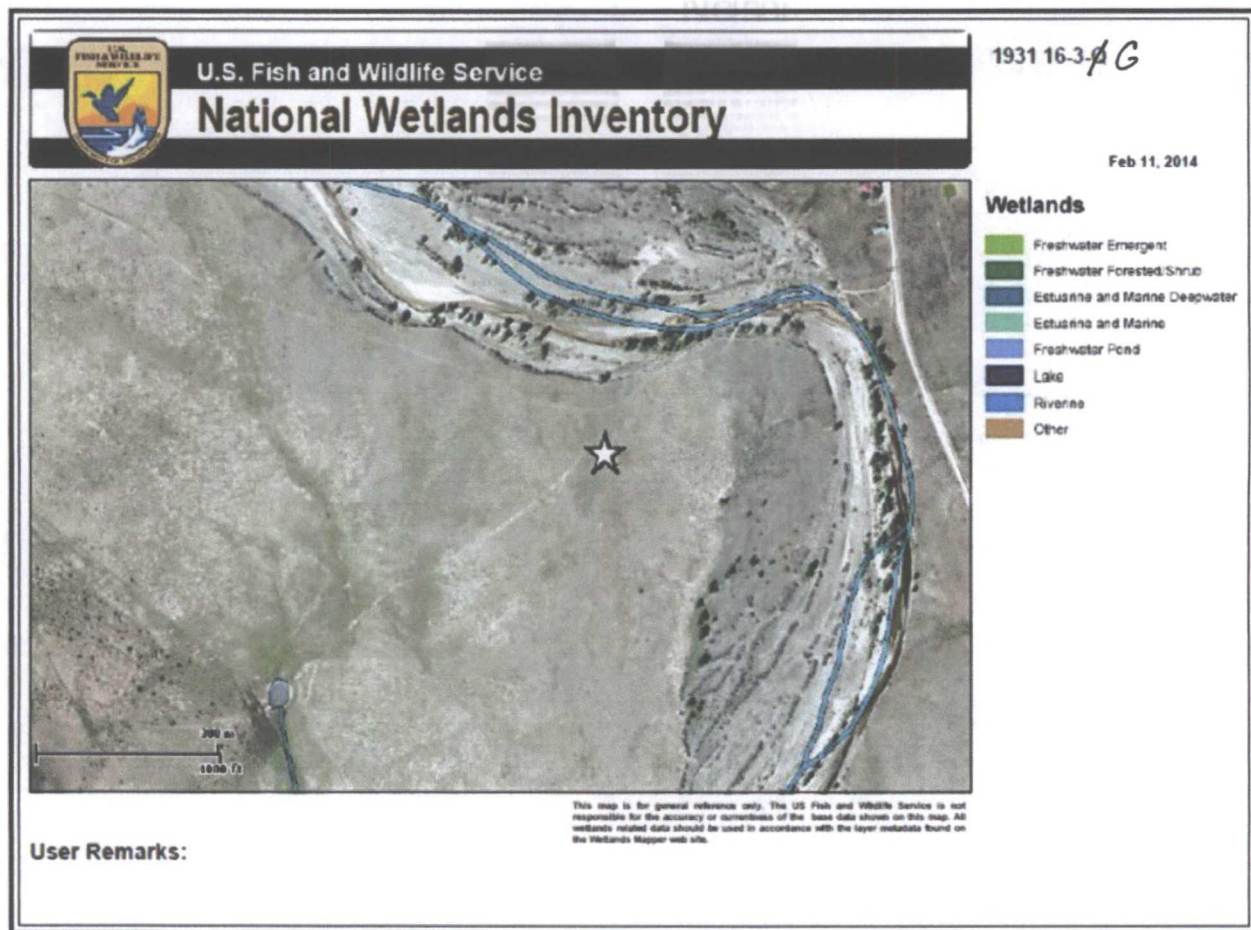 U.S.
FISH & WILDLIFE
SERVICE
U.S. Fish and Wildlife Service
National Wetlands Inventory
1931 16-3- G
Feb 11, 2014
Wetlands
Freshwater Emergent
Freshwater Forested/Shrub
Estuarine and Marine Deepwater
Estuarine and Marine
Freshwater Pond
Lake
Riverine
Other
300 m
1000 ft
This map is for general reference only. The US Fish and Wildlife Service is not
responsible for the accuracy or currentness of the base data shown on this map. All
wetlands related data should be used in accordance with the layer metadata found on
the Wetlands Mapper web site.
User Remarks: